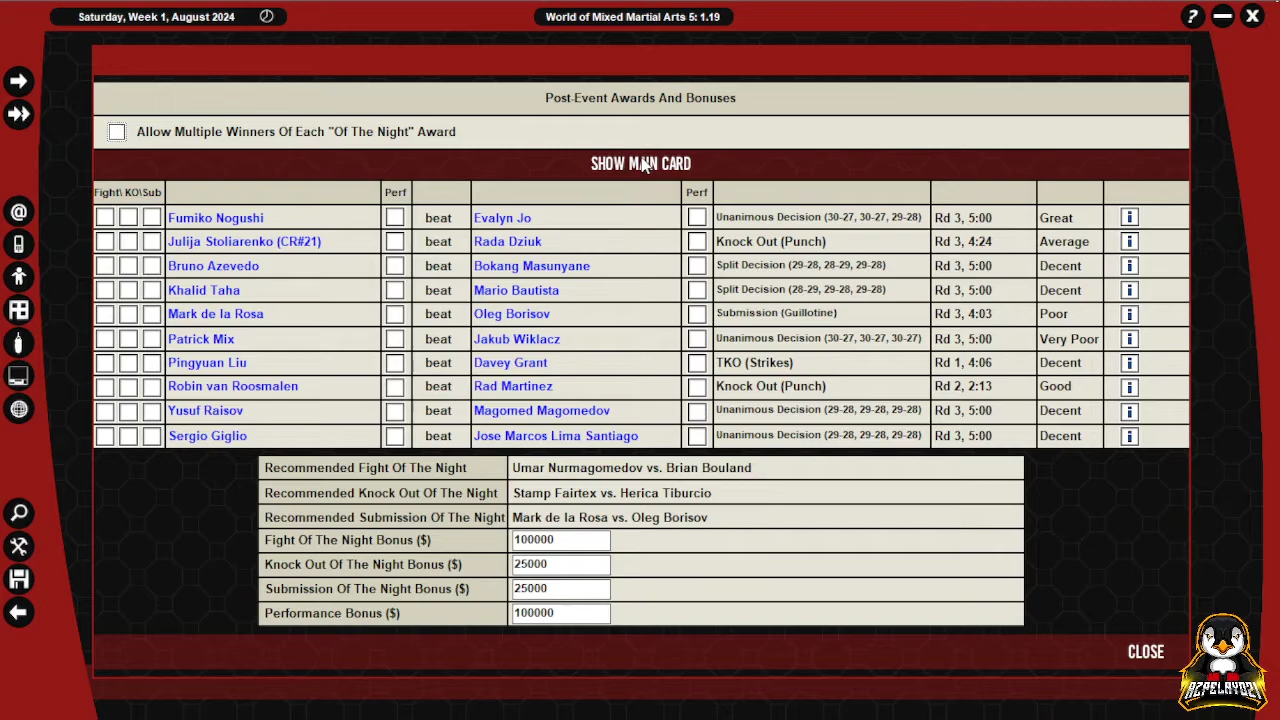 Saturday, Week 1, August 2024
World of Mixed Martial Arts 5: 1.19
?
Post-Event Awards And Bonuses
Allow Multiple Winners Of Each "Of The Night" Award
SHOW MAIN CARD
Fight\ KO\Sub Perf Perf
Fumiko Nogushi beat Evalyn Jo Unanimous Decision (30-27, 30-27, 29-28) Rd 3, 5:00 Great i
Julija Stoliarenko (CR#21) beat Rada Dziuk Knock Out (Punch) Rd 3, 4:24 Average i
Bruno Azevedo beat Bokang Masunyane Split Decision (29-28, 28-29, 29-28) Rd 3, 5:00 Decent i
Khalid Taha beat Mario Bautista Split Decision (28-29, 29-28, 29-28) Rd 3, 5:00 Decent i
Mark de la Rosa beat Oleg Borisov Submission (Guillotine) Rd 3, 4:03 Poor i
Patrick Mix beat Jakub Wiklacz Unanimous Decision (30-27, 30-27, 30-27) Rd 3, 5:00 Very Poor i
Pingyuan Liu beat Davey Grant TKO (Strikes) Rd 1, 4:06 Decent i
Robin van Roosmalen beat Rad Martinez Knock Out (Punch) Rd 2, 2:13 Good i
Yusuf Raisov beat Magomed Magomedov Unanimous Decision (29-28, 29-28, 29-28) Rd 3, 5:00 Decent i
Sergio Giglio beat Jose Marcos Lima Santiago Unanimous Decision (29-28, 29-28, 29-28) Rd 3, 5:00 Decent i
Recommended Fight Of The Night Umar Nurmagomedov vs. Brian Bouland
Recommended Knock Out Of The Night Stamp Fairtex vs. Herica Tiburcio
Recommended Submission Of The Night Mark de la Rosa vs. Oleg Borisov
Fight Of The Night Bonus ($) 100000
Knock Out Of The Night Bonus ($) 25000
Submission Of The Night Bonus ($) 25000
Performance Bonus ($) 100000
CLOSE
AZPELAYO21